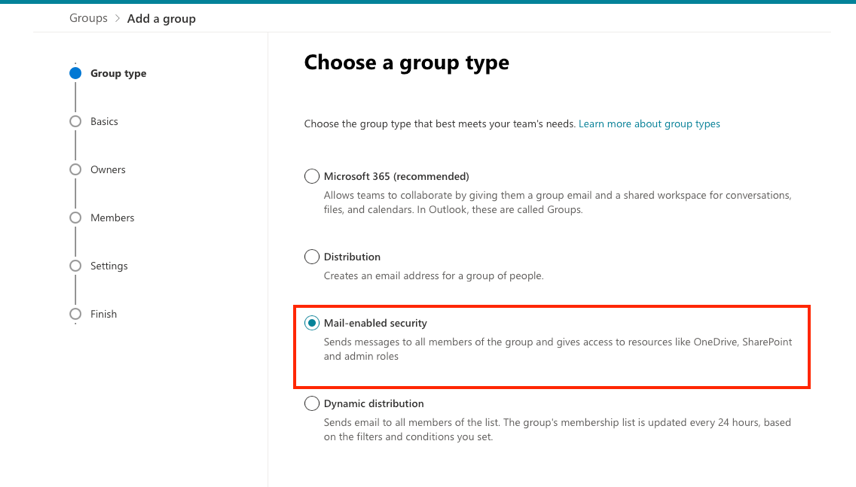 Groups > Add a group
Group type
Basics
Owners
Members
Settings
Finish
Choose a group type
Choose the group type that best meets your team's needs. Learn more about group types
Microsoft 365 (recommended)
Allows teams to collaborate by giving them a group email and a shared workspace for conversations,
files, and calendars. In Outlook, these are called Groups.
Distribution
Creates an email address for a group of people.
Mail-enabled security
Sends messages to all members of the group and gives access to resources like OneDrive, SharePoint
and admin roles
Dynamic distribution
Sends email to all members of the list. The group's membership list is updated every 24 hours, based
on the filters and conditions you set.